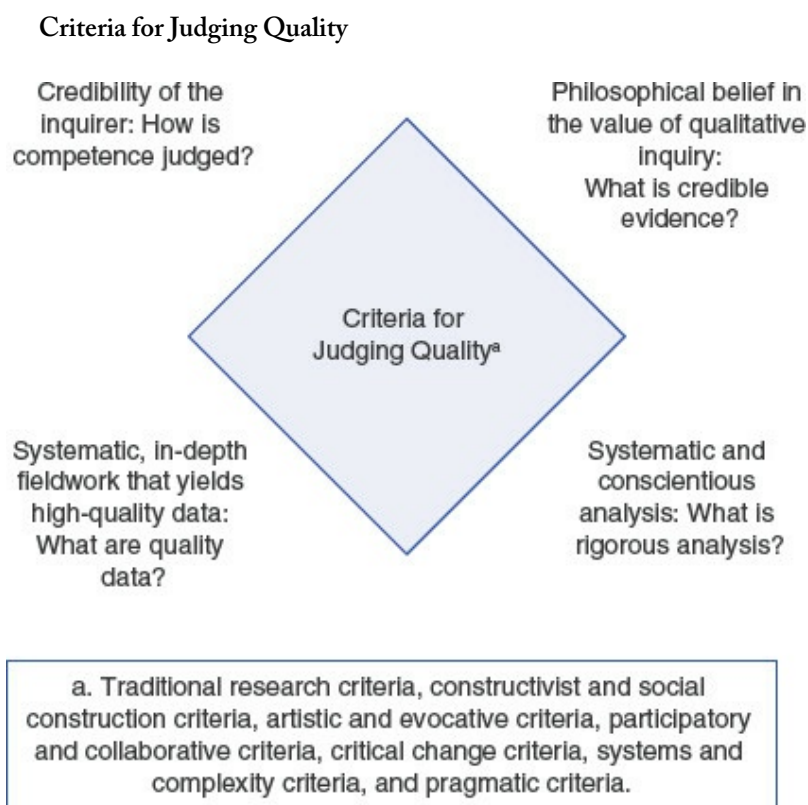 Criteria for Judging Quality
Credibility of the
inquirer: How is
competence judged?
Philosophical belief in
the value of qualitative
inquiry:
What is credible
evidence?
Criteria for
Judging Qualityᵃ
Systematic, in-depth
fieldwork that yields
high-quality data:
What are quality
data?
Systematic and
conscientious
analysis: What is
rigorous analysis?
a. Traditional research criteria, constructivist and social
construction criteria, artistic and evocative criteria, participatory
and collaborative criteria, critical change criteria, systems and
complexity criteria, and pragmatic criteria.